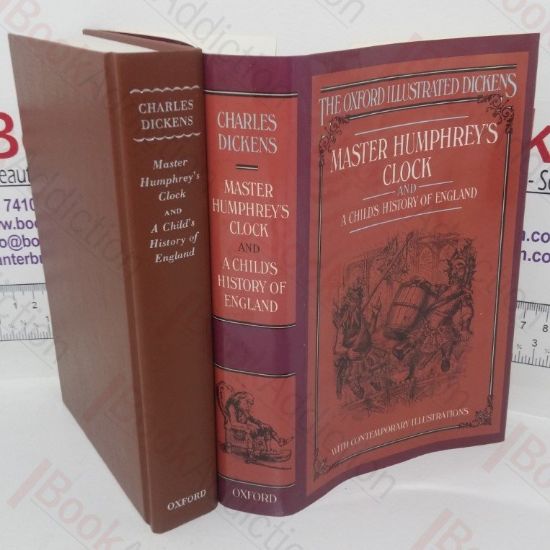 CHARLES
DICKENS
Master
Humphrey's
Clock
AND
A Child's
History of
England
OXFORD
CHARLES
DICKENS
MASTER
HUMPHREY'S
CLOCK
AND
A CHILD'S
HISTORY OF
ENGLAND
OXFORD
THE OXFORD ILLUSTRATED DICKENS
MASTER HUMPHREY'S
CLOCK
AND
A CHILD'S HISTORY OF ENGLAND
WITH CONTEMPORARY ILLUSTRATIONS
BookAddiction